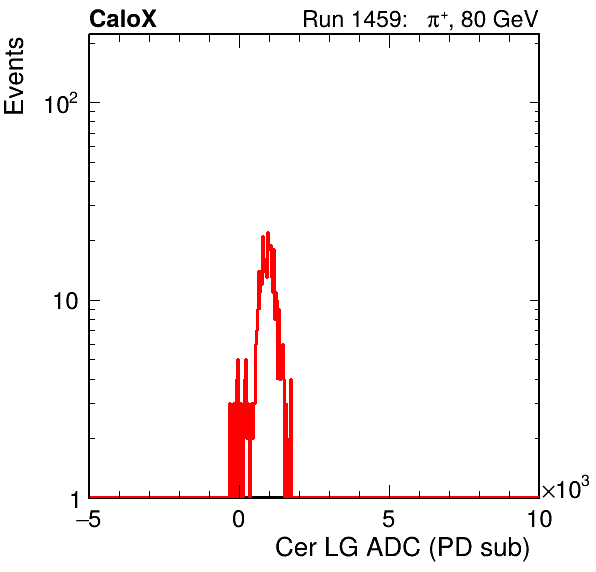 CaloX Run 1459: π⁺, 80 GeV
Events
10²
10
1
−5 0 5 10
×10³
Cer LG ADC (PD sub)